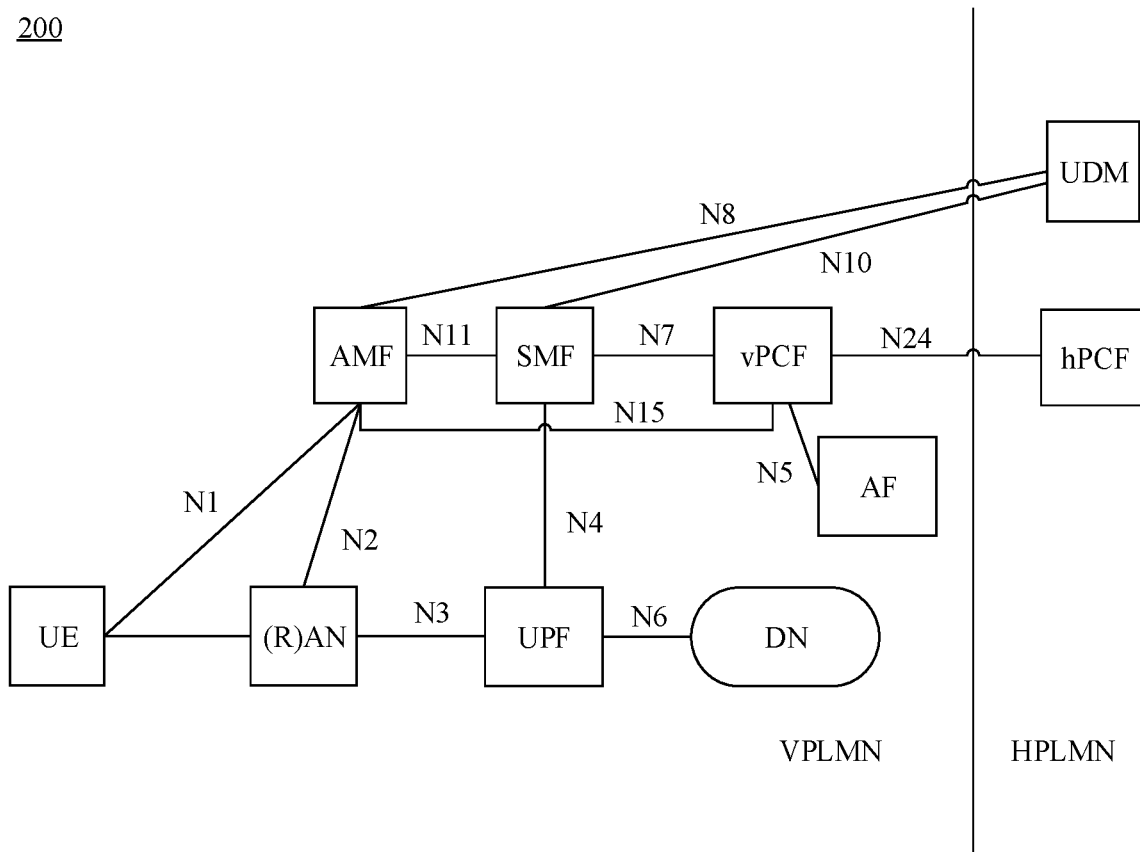 200
UDM
N8
N10
AMF
N11
SMF
N7
vPCF
N24
hPCF
N15
N5
AF
N1
N2
N4
UE
(R)AN
N3
UPF
N6
DN
VPLMN
HPLMN